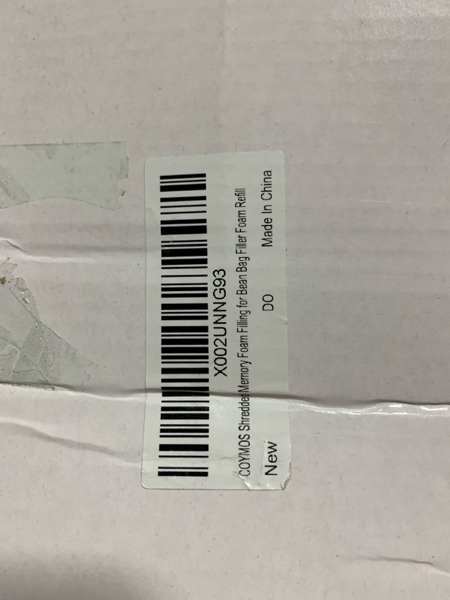 X002UNNG93
COYMOS Shredded Memory Foam Filling for Bean Bag Filler Foam Refill
New DO Made In China